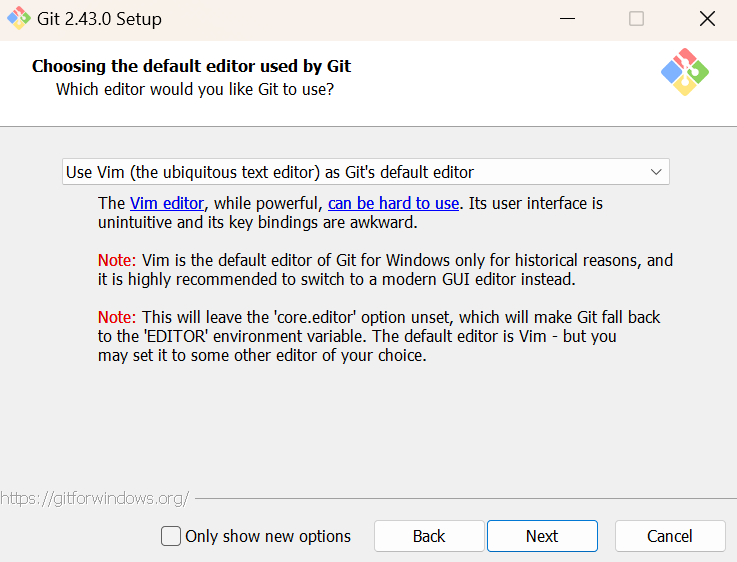 Git 2.43.0 Setup
Choosing the default editor used by Git
Which editor would you like Git to use?
Use Vim (the ubiquitous text editor) as Git's default editor
The Vim editor, while powerful, can be hard to use. Its user interface is
unintuitive and its key bindings are awkward.
Note: Vim is the default editor of Git for Windows only for historical reasons, and
it is highly recommended to switch to a modern GUI editor instead.
Note: This will leave the 'core.editor' option unset, which will make Git fall back
to the 'EDITOR' environment variable. The default editor is Vim - but you
may set it to some other editor of your choice.
https://gitforwindows.org/
Only show new options Back Next Cancel